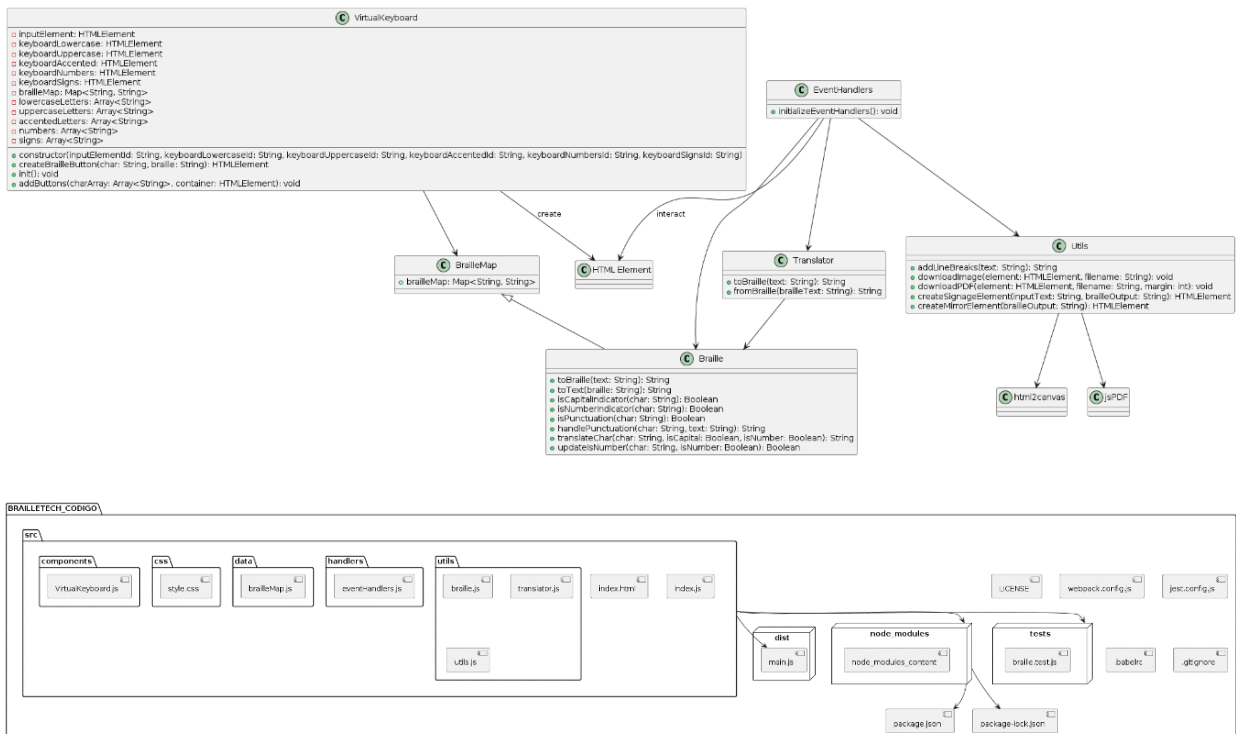 C VirtualKeyboard
inputElement: HTMLElement
keyboardLowercase: HTMLElement
keyboardUppercase: HTMLElement
keyboardAccented: HTMLElement
keyboardNumbers: HTMLElement
keyboardSigns: HTMLElement
brailleMap: Map<String, String>
lowercaseLetters: Array<String>
uppercaseLetters: Array<String>
accentedLetters: Array<String>
numbers: Array<String>
signs: Array<String>
constructor(inputElementId: String, keyboardLowercaseId: String, keyboardUppercaseId: String, keyboardAccentedId: String, keyboardNumbersId: String, keyboardSignsId: String)
createBrailleButton(char: String, braille: String): HTMLElement
init(): void
addButtons(charArray: Array<String>, container: HTMLElement): void
C EventHandlers
initializeEventHandlers(): void
create
interact
C BrailleMap
brailleMap: Map<String, String>
C HTML Element
C Translator
toBraille(text: String): String
fromBraille(brailleText: String): String
C Utils
addLineBreaks(text: String): String
downloadImage(element: HTMLElement, filename: String): void
downloadPDF(element: HTMLElement, filename: String, margin: int): void
createSignageElement(inputText: String, brailleOutput: String): HTMLElement
createMirrorElement(brailleOutput: String): HTMLElement
C Braille
toBraille(text: String): String
toText(braille: String): String
isCapitalIndicator(char: String): Boolean
isNumberIndicator(char: String): Boolean
isPunctuation(char: String): Boolean
handlePunctuation(char: String, text: String): String
translateChar(char: String, isCapital: Boolean, isNumber: Boolean): String
updateIsNumber(char: String, isNumber: Boolean): Boolean
C html2canvas
C jsPDF
BRAILLETECH_CODIGO
src
components
VirtualKeyboard.js
css
style.css
data
brailleMap.js
handlers
eventHandlers.js
utils
braille.js
translator.js
utils.js
index.html
index.js
LICENSE
webpack.config.js
jest.config.js
dist
main.js
node_modules
node_modules_content
tests
braille.test.js
.babelrc
.gitignore
package.json
package-lock.json